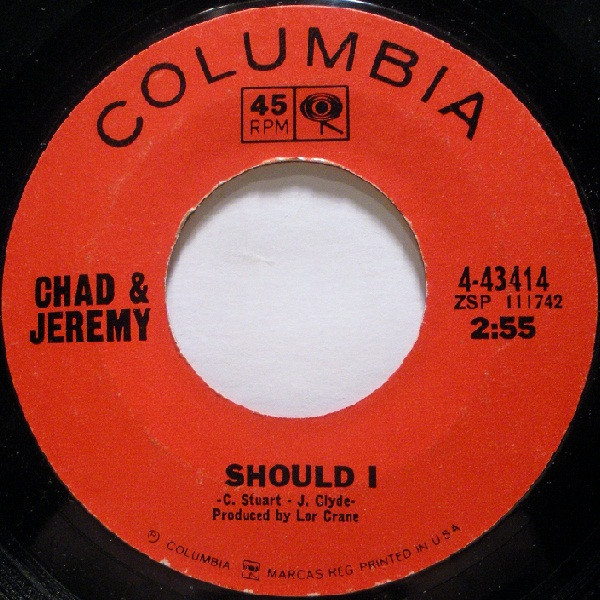 COLUMBIA
45
RPM
CHAD &
JEREMY
4-43414
ZSP 111742
2:55
SHOULD I
-C. Stuart - J. Clyde-
Produced by Lor Crane
Ⓟ COLUMBIA MARCAS REG PRINTED IN U.S.A